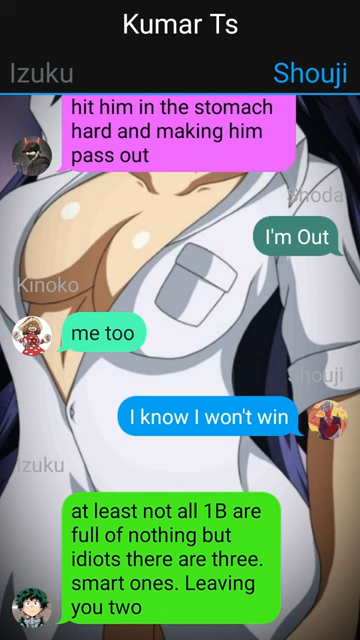 Kumar Ts
Izuku
Shouji
hit him in the stomach
hard and making him
pass out
Shoda
I'm Out
Kinoko
me too
Shouji
I know I won't win
Izuku
at least not all 1B are
full of nothing but
idiots there are three.
smart ones. Leaving
you two